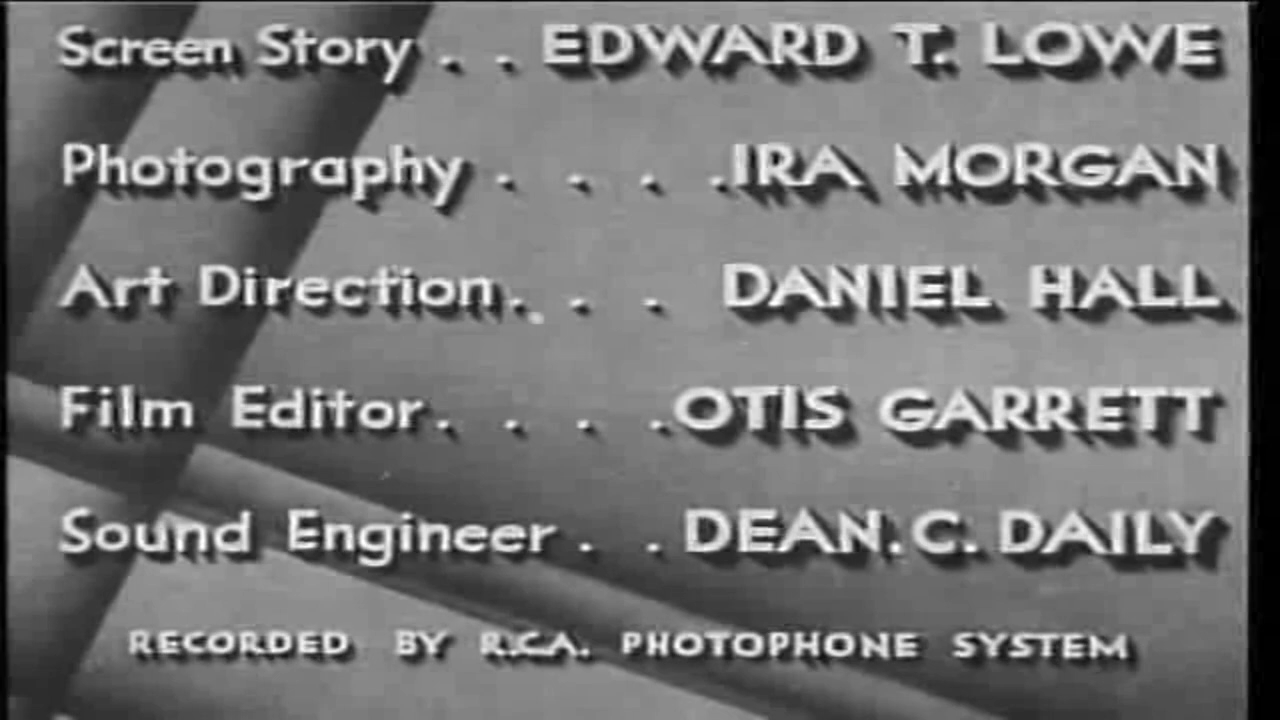 Screen Story . . EDWARD T. LOWE
Photography . . . . IRA MORGAN
Art Direction . . . DANIEL HALL
Film Editor . . . . OTIS GARRETT
Sound Engineer . . DEAN. C. DAILY
RECORDED BY R.C.A. PHOTOPHONE SYSTEM